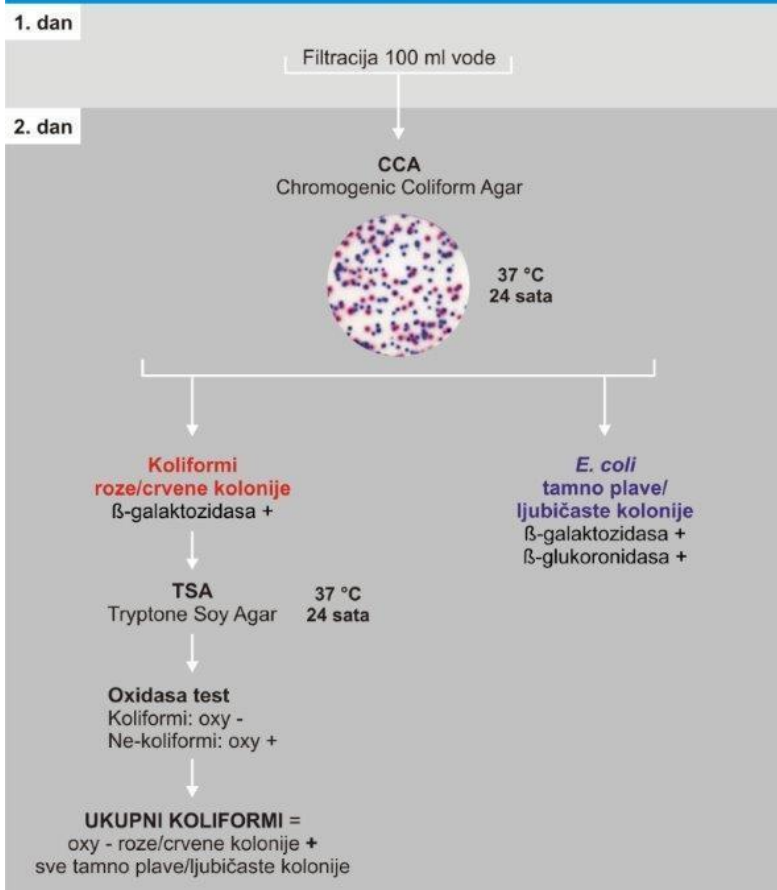 1. dan
Filtracija 100 ml vode
2. dan
CCA
Chromogenic Coliform Agar
37 °C
24 sata
Koliformi
roze/crvene kolonije
ß-galaktozidasa +
E. coli
tamno plave/
ljubičaste kolonije
ß-galaktozidasa +
ß-glukoronidasa +
TSA
Tryptone Soy Agar
37 °C
24 sata
Oxidasa test
Koliformi: oxy -
Ne-koliformi: oxy +
UKUPNI KOLIFORMI =
oxy - roze/crvene kolonije +
sve tamno plave/ljubičaste kolonije